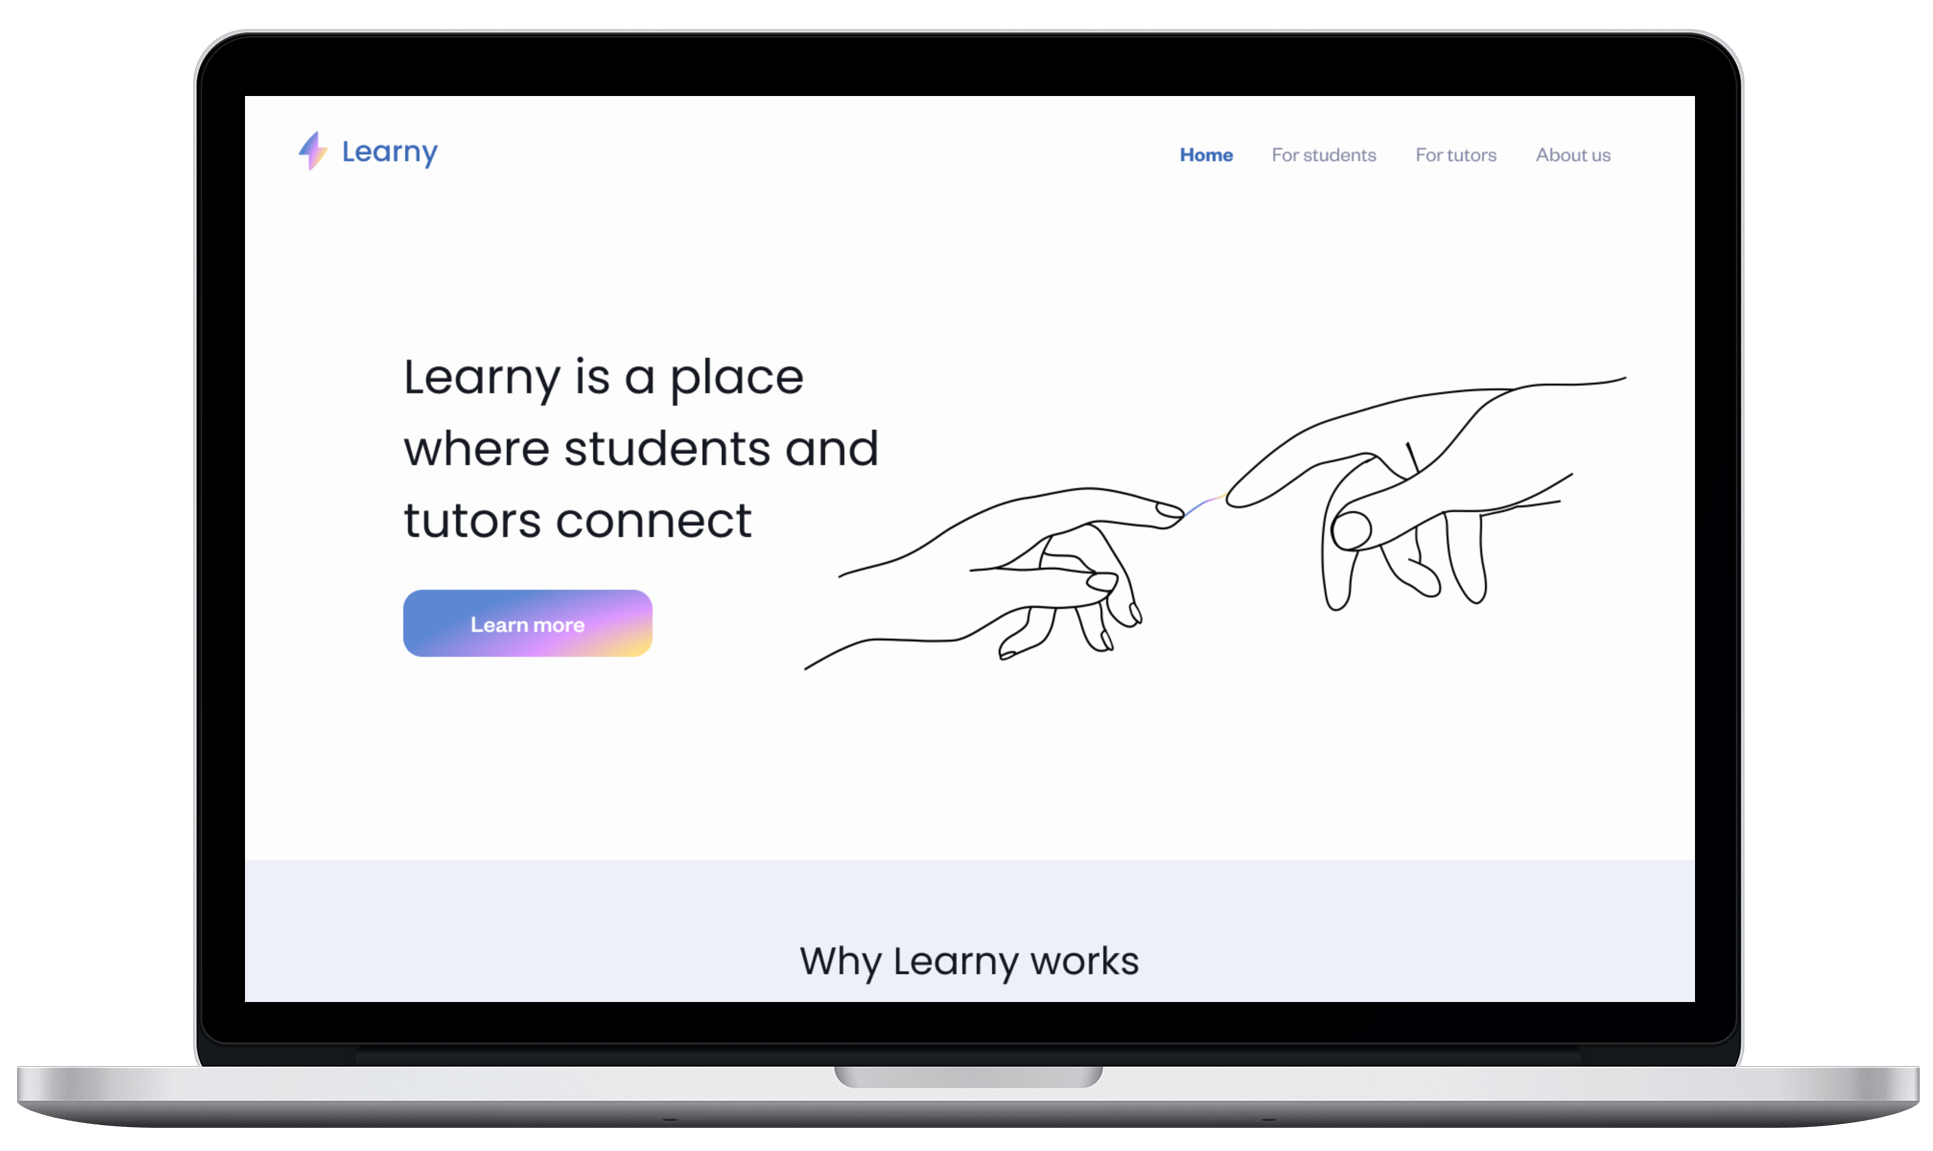 Learny
Home For students For tutors About us
Learny is a place
where students and
tutors connect
Learn more
Why Learny works